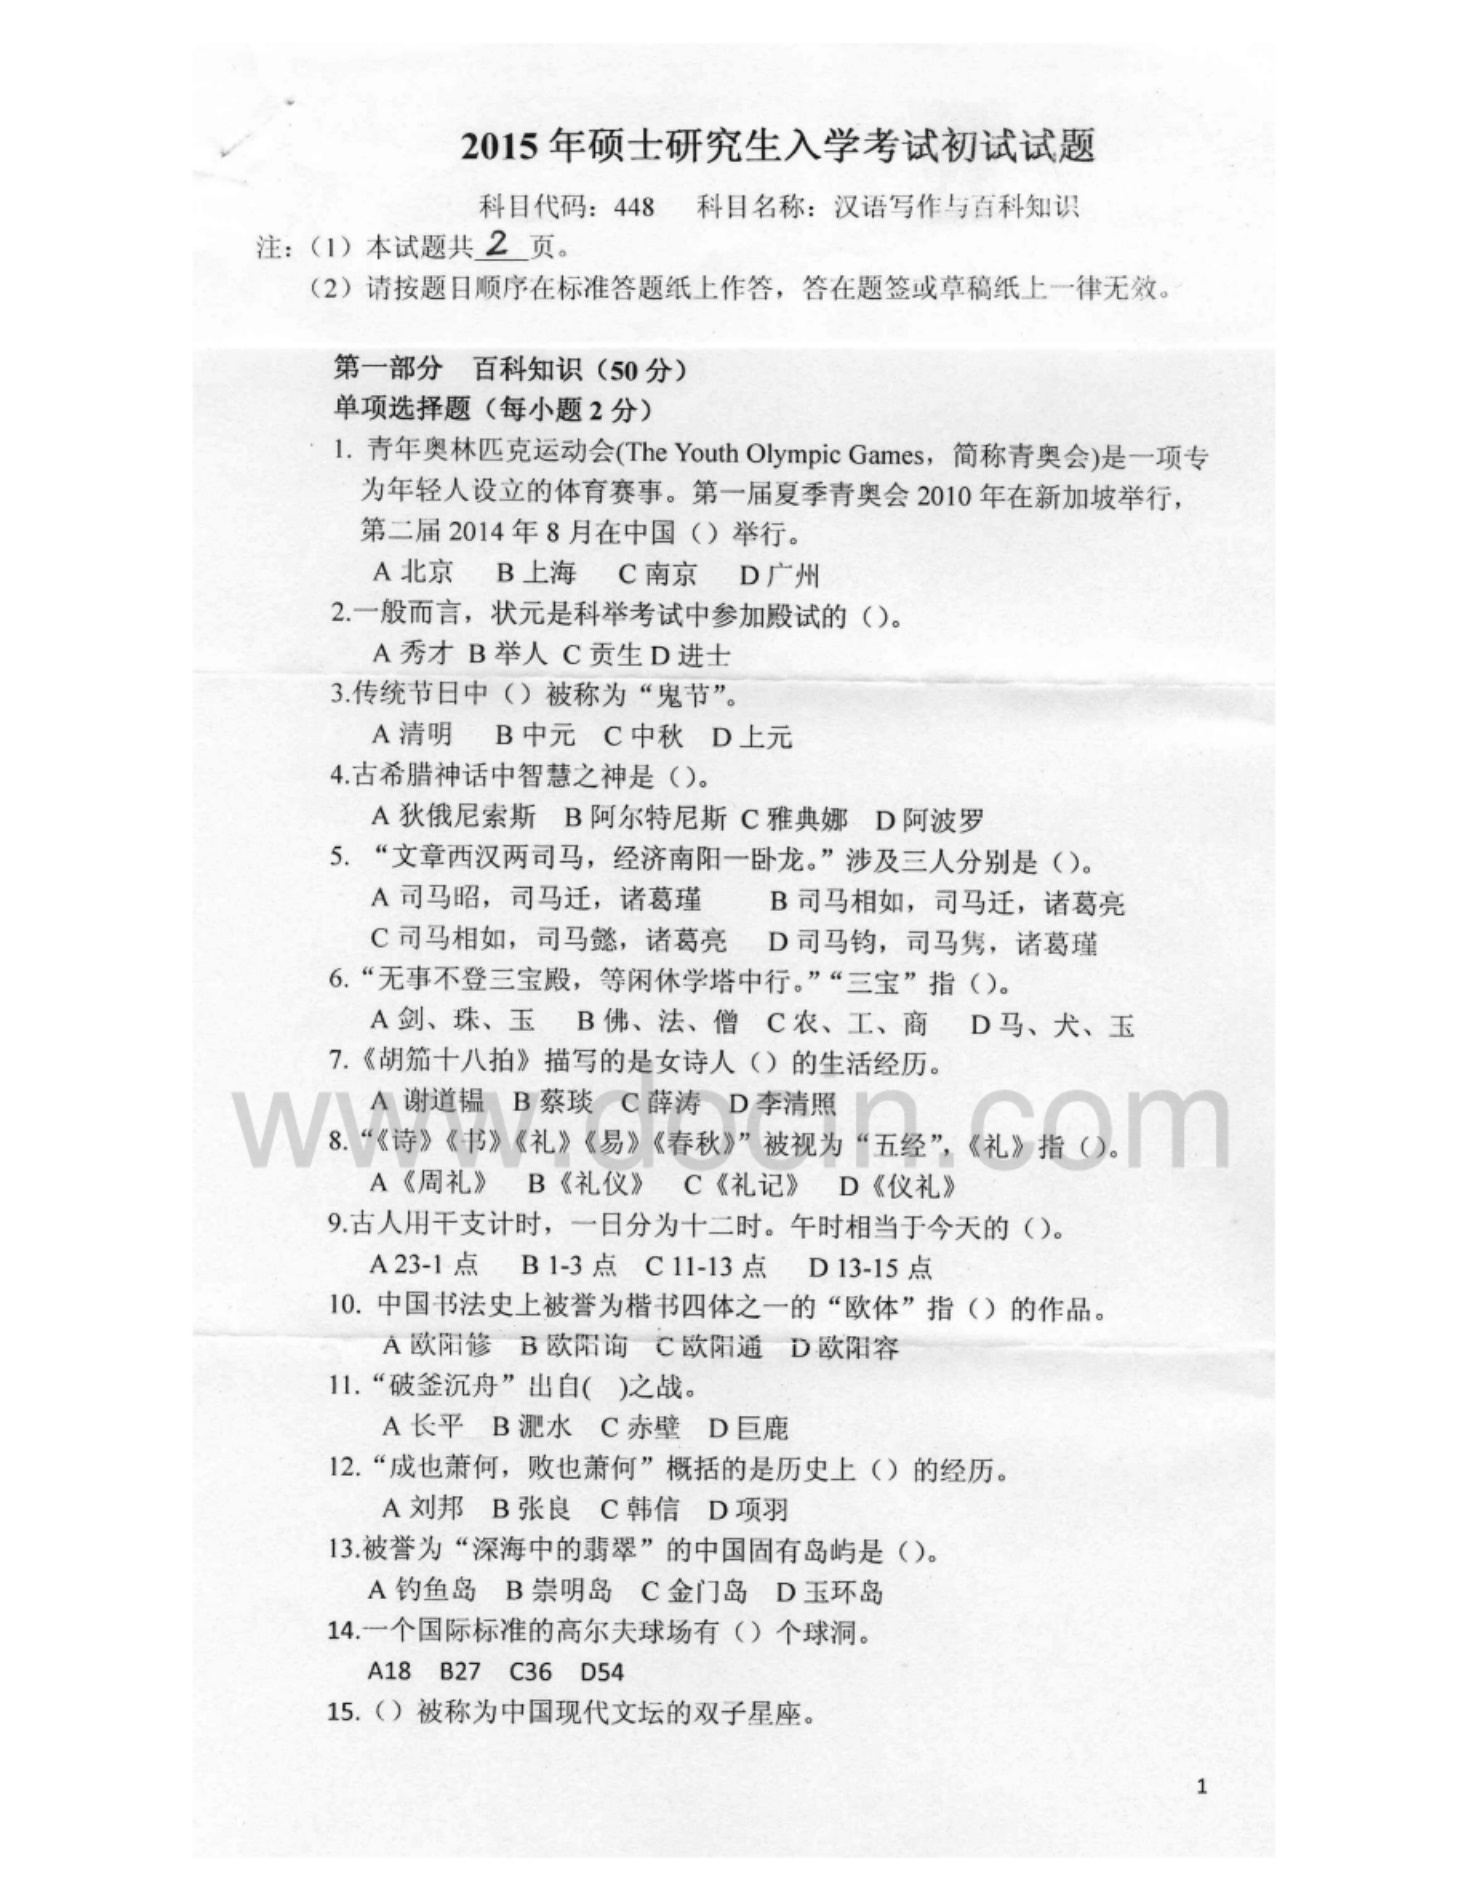 2015 年硕士研究生入学考试初试试题
科目代码：448 科目名称：汉语写作与百科知识
注：（1）本试题共 2 页。
（2）请按题目顺序在标准答题纸上作答，答在题签或草稿纸上一律无效。
第一部分 百科知识（50 分）
单项选择题（每小题 2 分）
1. 青年奥林匹克运动会(The Youth Olympic Games，简称青奥会)是一项专
为年轻人设立的体育赛事。第一届夏季青奥会 2010 年在新加坡举行，
第二届 2014 年 8 月在中国（）举行。
A 北京 B 上海 C 南京 D 广州
2.一般而言，状元是科举考试中参加殿试的（）。
A 秀才 B 举人 C 贡生 D 进士
3.传统节日中（）被称为“鬼节”。
A 清明 B 中元 C 中秋 D 上元
4.古希腊神话中智慧之神是（）。
A 狄俄尼索斯 B 阿尔特尼斯 C 雅典娜 D 阿波罗
5. “文章西汉两司马，经济南阳一卧龙。”涉及三人分别是（）。
A 司马昭，司马迁，诸葛瑾 B 司马相如，司马迁，诸葛亮
C 司马相如，司马懿，诸葛亮 D 司马钧，司马隽，诸葛瑾
6. “无事不登三宝殿，等闲休学塔中行。”“三宝”指（）。
A 剑、珠、玉 B 佛、法、僧 C 农、工、商 D 马、犬、玉
7.《胡笳十八拍》描写的是女诗人（）的生活经历。
A 谢道韫 B 蔡琰 C 薛涛 D 李清照
8. “《诗》《书》《礼》《易》《春秋》”被视为“五经”，《礼》指（）。
A《周礼》 B《礼仪》 C《礼记》 D《仪礼》
9.古人用干支计时，一日分为十二时。午时相当于今天的（）。
A 23-1 点 B 1-3 点 C 11-13 点 D 13-15 点
10. 中国书法史上被誉为楷书四体之一的“欧体”指（）的作品。
A 欧阳修 B 欧阳询 C 欧阳通 D 欧阳容
11. “破釜沉舟”出自( )之战。
A 长平 B 淝水 C 赤壁 D 巨鹿
12. “成也萧何，败也萧何”概括的是历史上（）的经历。
A 刘邦 B 张良 C 韩信 D 项羽
13.被誉为“深海中的翡翠”的中国固有岛屿是（）。
A 钓鱼岛 B 崇明岛 C 金门岛 D 玉环岛
14.一个国际标准的高尔夫球场有（）个球洞。
A18 B27 C36 D54
15.（）被称为中国现代文坛的双子星座。
1
www.docin.com